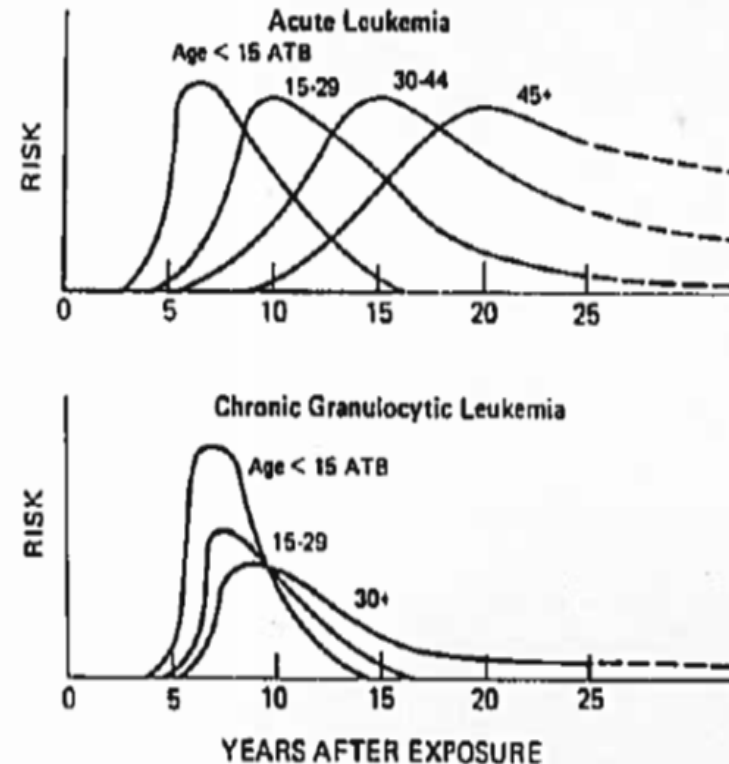 Acute Leukemia
Age < 15 ATB
15-29
30-44
45+
RISK
0 5 10 15 20 25
Chronic Granulocytic Leukemia
Age < 15 ATB
15-29
30+
RISK
0 5 10 15 20 25
YEARS AFTER EXPOSURE